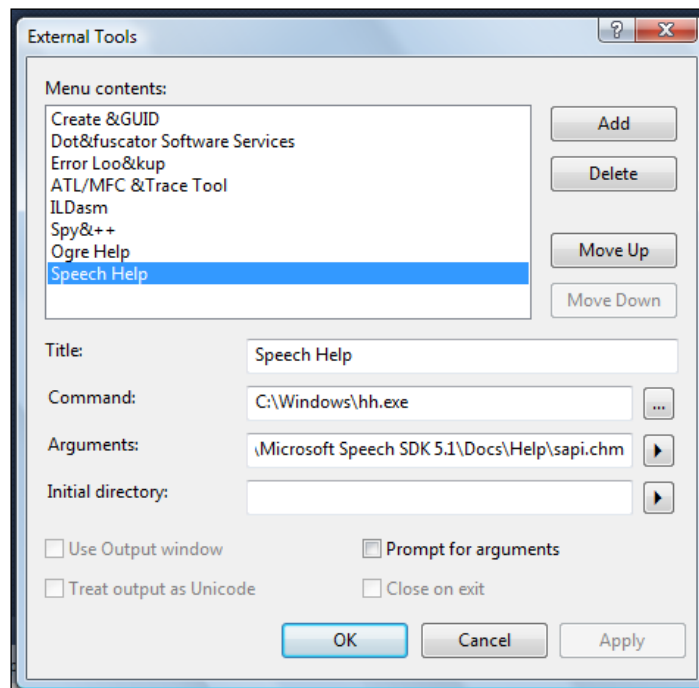 External Tools
?
Menu contents:
Create &GUID
Dot&fuscator Software Services
Error Loo&kup
ATL/MFC &Trace Tool
ILDasm
Spy&++
Ogre Help
Speech Help
Add
Delete
Move Up
Move Down
Title:
Speech Help
Command:
C:\Windows\hh.exe
...
Arguments:
\Microsoft Speech SDK 5.1\Docs\Help\sapi.chm
Initial directory:
Use Output window
Prompt for arguments
Treat output as Unicode
Close on exit
OK
Cancel
Apply